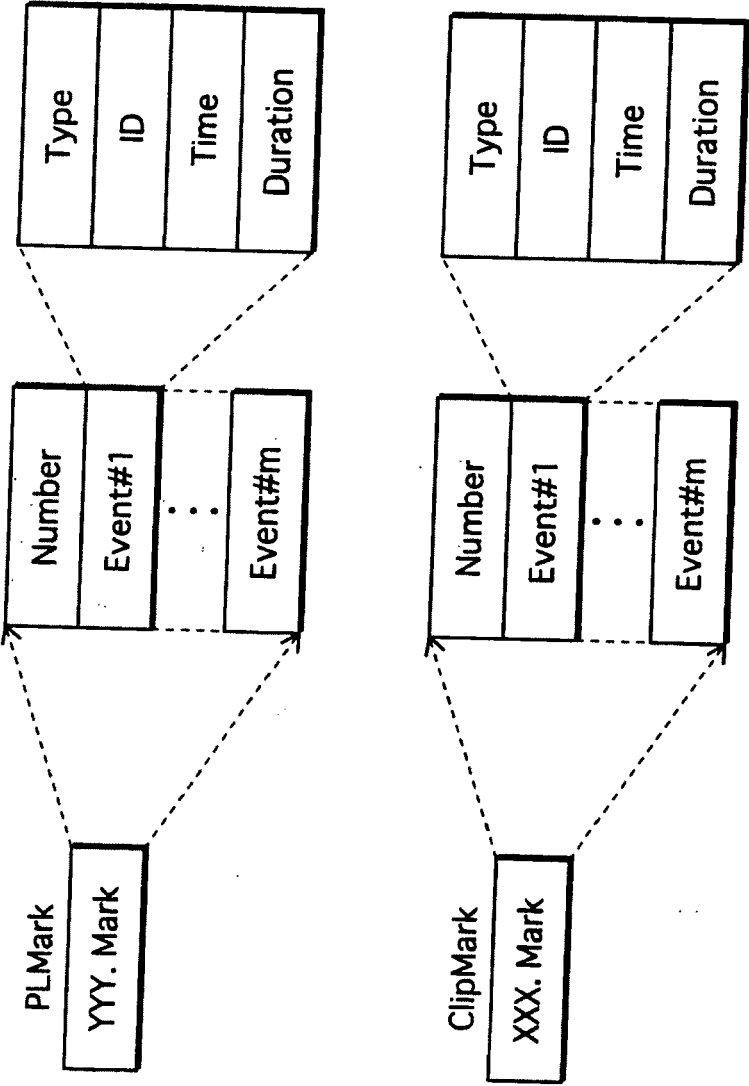 PLMark
YYY. Mark
Number
Event#1
Event#m
Type
ID
Time
Duration
ClipMark
XXX. Mark
Number
Event#1
Event#m
Type
ID
Time
Duration